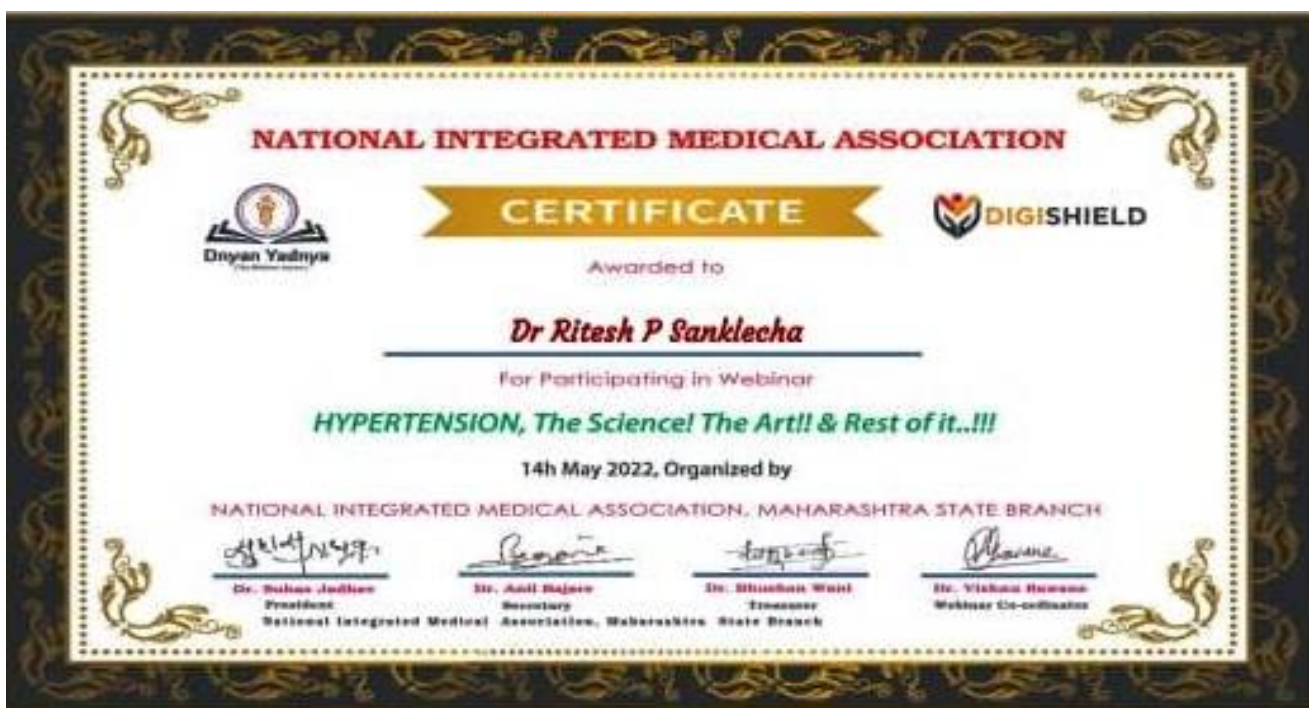 NATIONAL INTEGRATED MEDICAL ASSOCIATION
CERTIFICATE
Dnyan Yadnya
DIGISHIELD
Awarded to
Dr Ritesh P Sanklecha
For Participating in Webinar
HYPERTENSION, The Science! The Art!! & Rest of it..!!!
14h May 2022, Organized by
NATIONAL INTEGRATED MEDICAL ASSOCIATION, MAHARASHTRA STATE BRANCH
Dr. Suhas Jadhav Dr. Anil Bajare Dr. Bhushan Wani Dr.
President Secretary Treasurer Webinar Co-ordinator
National Integrated Medical Association, Maharashtra State Branch